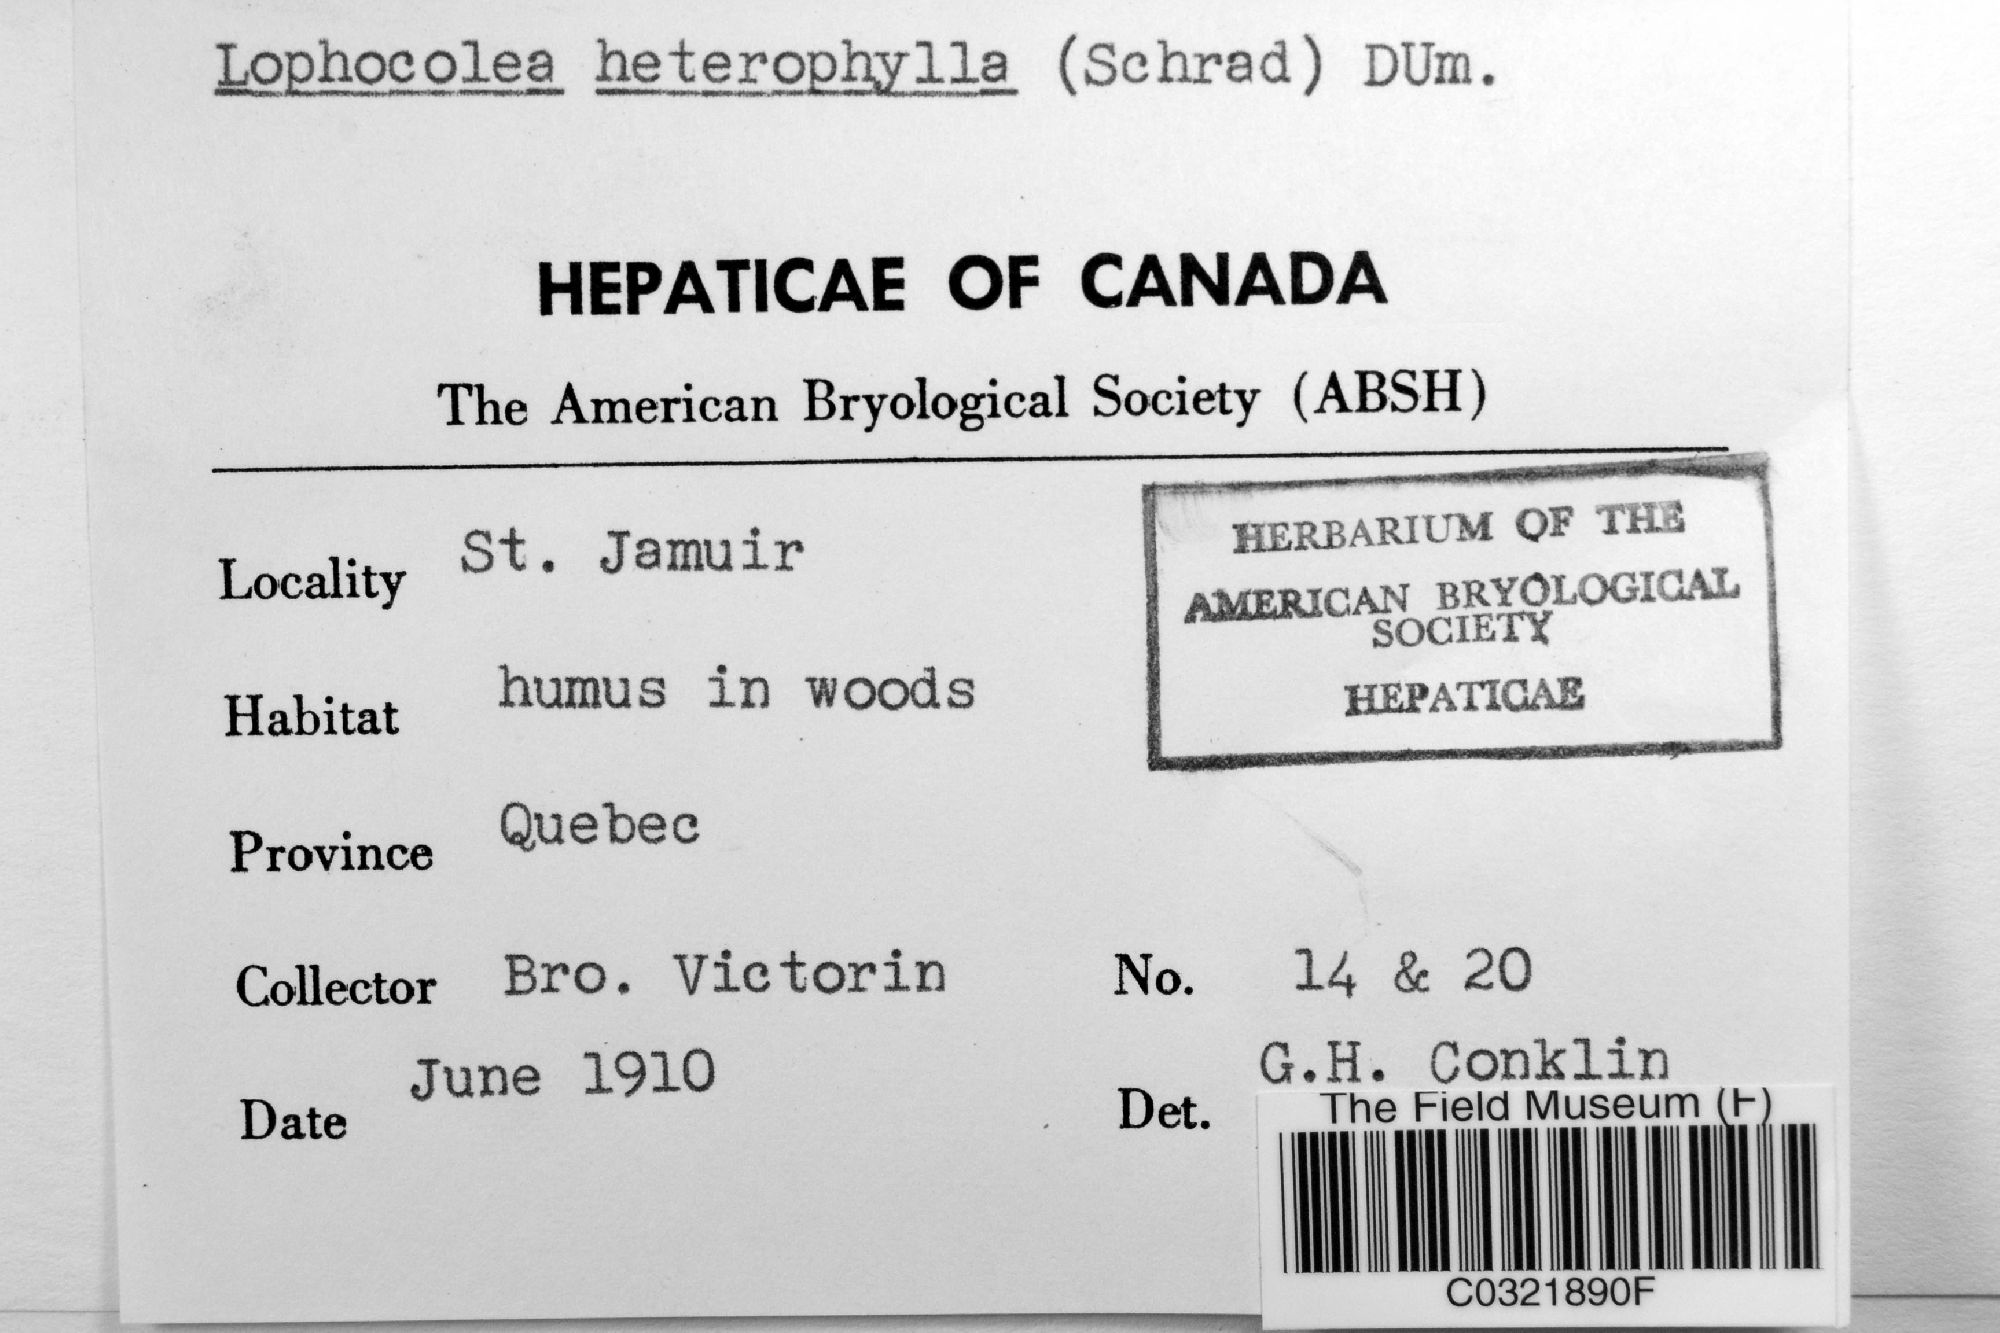 Lophocolea heterophylla (Schrad) DUm.
HEPATICAE OF CANADA
The American Bryological Society (ABSH)
Locality St. Jamuir
HERBARIUM OF THE
AMERICAN BRYOLOGICAL
SOCIETY
HEPATICAE
Habitat humus in woods
Province Quebec
Collector Bro. Victorin No. 14 & 20
Date June 1910 Det. G.H. Conklin
The Field Museum (F)
C0321890F